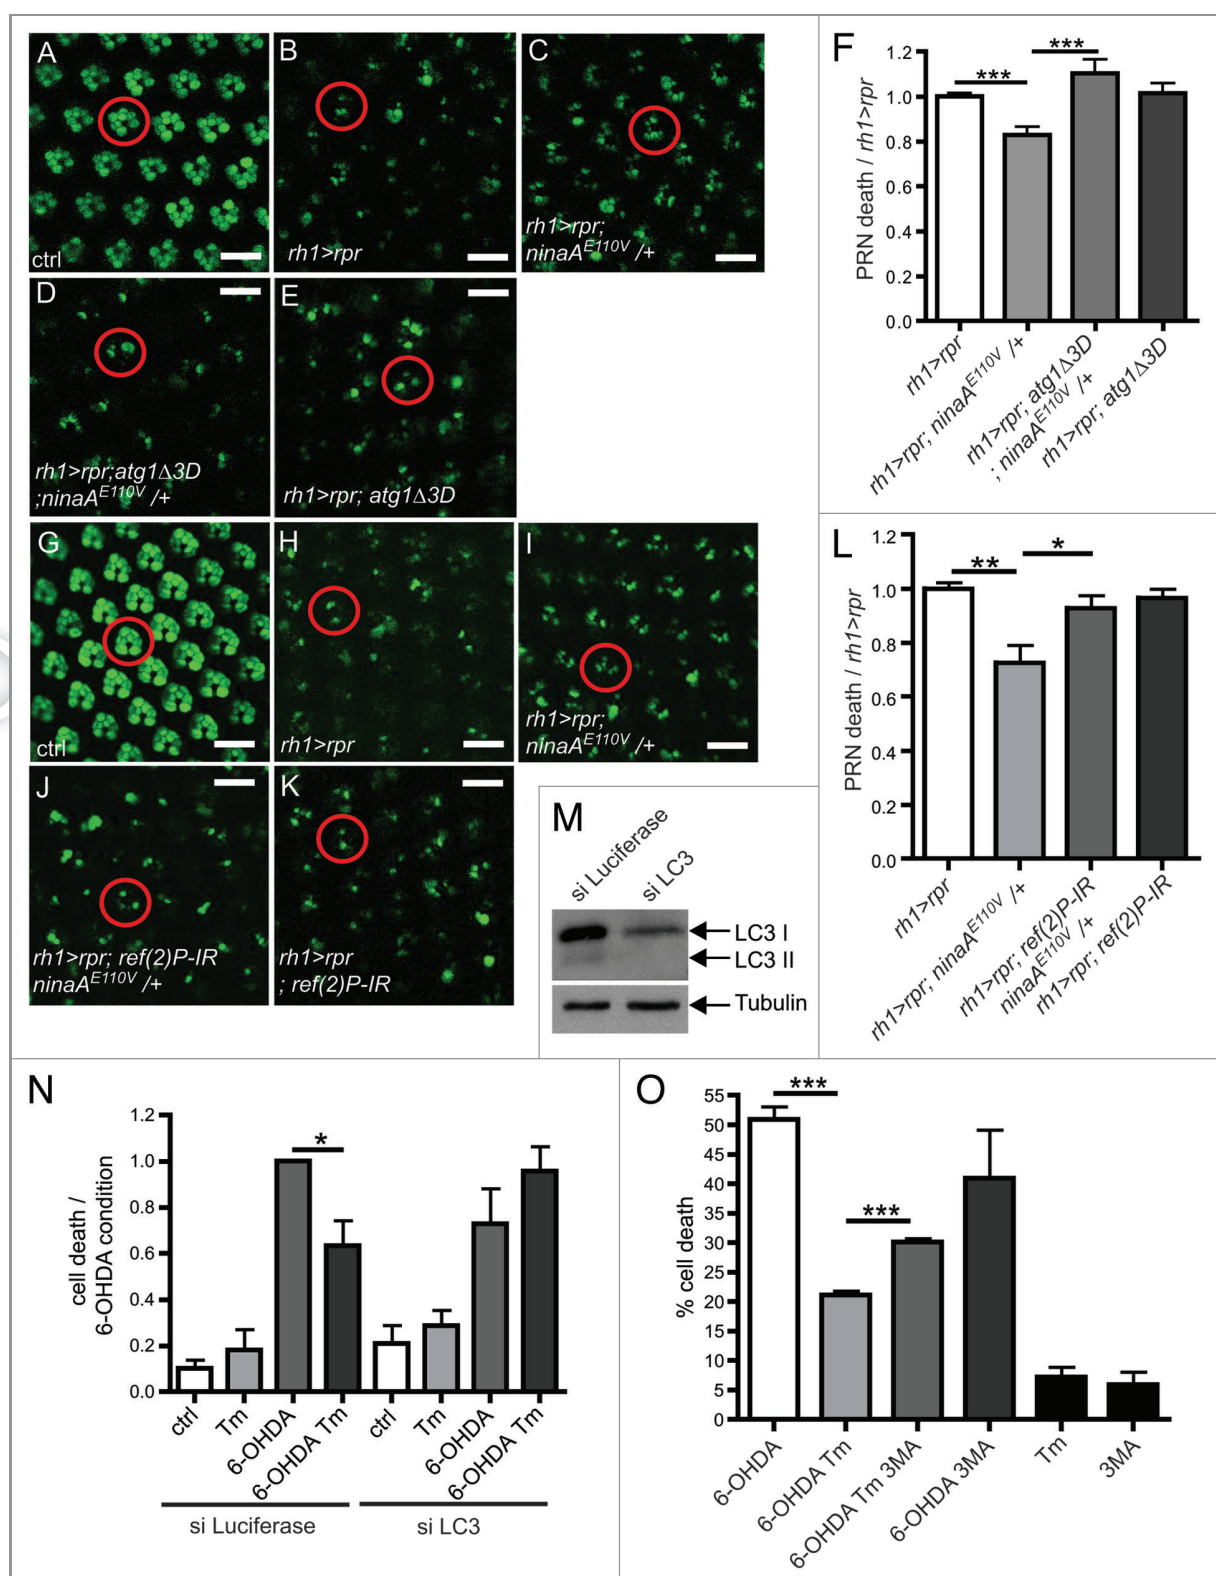 A
ctrl
B
rh1>rpr
C
rh1>rpr;
ninaA^E110V /+
D
rh1>rpr;atg1Δ3D
;ninaA^E110V /+
E
rh1>rpr; atg1Δ3D
F
PRN death / rh1>rpr
1.2
1.0
0.8
0.6
0.4
0.2
0.0
***
***
rh1>rpr
rh1>rpr; ninaA^E110V /+
rh1>rpr; atg1Δ3D
; ninaA^E110V /+
rh1>rpr; atg1Δ3D
G
ctrl
H
rh1>rpr
I
rh1>rpr;
ninaA^E110V /+
J
rh1>rpr; ref(2)P-IR
ninaA^E110V /+
K
rh1>rpr
; ref(2)P-IR
L
PRN death / rh1>rpr
1.2
1.0
0.8
0.6
0.4
0.2
0.0
**
*
rh1>rpr
rh1>rpr; ninaA^E110V /+
rh1>rpr; ref(2)P-IR
ninaA^E110V /+
rh1>rpr; ref(2)P-IR
M
si Luciferase
si LC3
LC3 I
LC3 II
Tubulin
N
cell death /
6-OHDA condition
1.2
1.0
0.8
0.6
0.4
0.2
0.0
*
ctrl
Tm
6-OHDA
6-OHDA Tm
ctrl
Tm
6-OHDA
6-OHDA Tm
si Luciferase
si LC3
O
% cell death
55
50
45
40
35
30
25
20
15
10
5
0
***
***
6-OHDA
6-OHDA Tm
6-OHDA Tm 3MA
6-OHDA 3MA
Tm
3MA